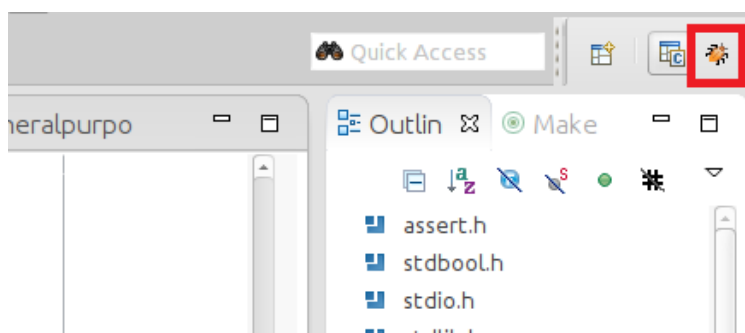 Quick Access
neralpurpo
Outlin Make
assert.h
stdbool.h
stdio.h